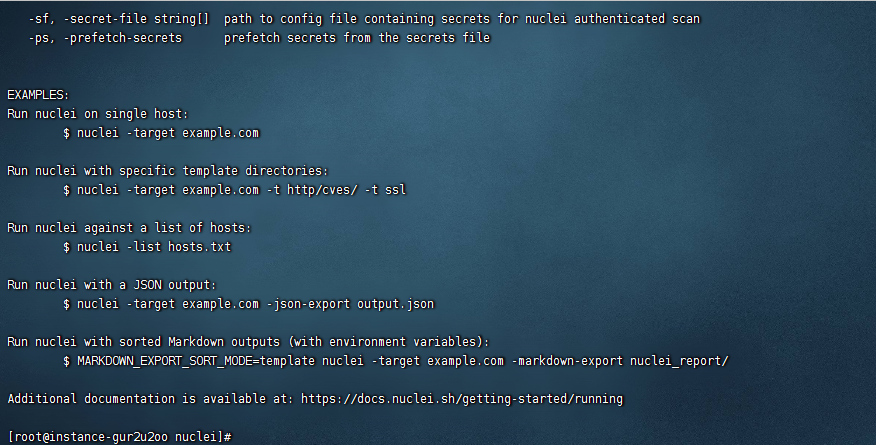 -sf, -secret-file string[]  path to config file containing secrets for nuclei authenticated scan
-ps, -prefetch-secrets      prefetch secrets from the secrets file
EXAMPLES:
Run nuclei on single host:
$ nuclei -target example.com
Run nuclei with specific template directories:
$ nuclei -target example.com -t http/cves/ -t ssl
Run nuclei against a list of hosts:
$ nuclei -list hosts.txt
Run nuclei with a JSON output:
$ nuclei -target example.com -json-export output.json
Run nuclei with sorted Markdown outputs (with environment variables):
$ MARKDOWN_EXPORT_SORT_MODE=template nuclei -target example.com -markdown-export nuclei_report/
Additional documentation is available at: https://docs.nuclei.sh/getting-started/running
[root@instance-gur2u2oo nuclei]#